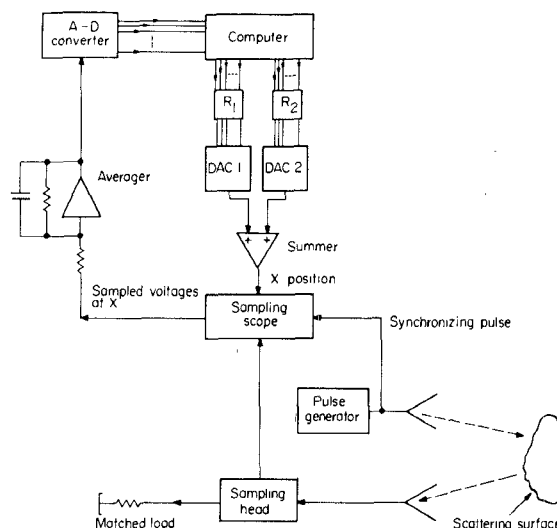 A-D
converter
Computer
R1
R2
DAC 1
DAC 2
Averager
+ +
Summer
X position
Sampled voltages
at X
Sampling
scope
Synchronizing pulse
Pulse
generator
Sampling
head
Matched load
Scattering surface